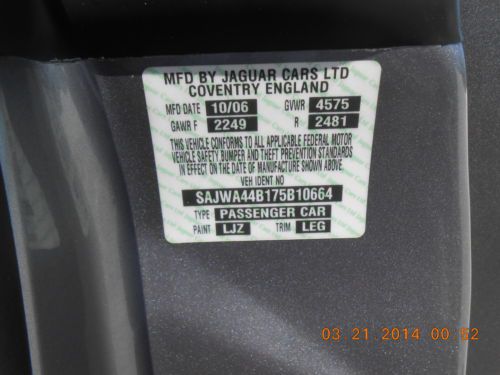 MFD BY JAGUAR CARS LTD
COVENTRY ENGLAND
MFD DATE 10/06 GVWR 4575
GAWR F 2249 R 2481
THIS VEHICLE CONFORMS TO ALL APPLICABLE FEDERAL MOTOR
VEHICLE SAFETY, BUMPER AND THEFT PREVENTION STANDARDS
IN EFFECT ON THE DATE OF MANUFACTURE SHOWN ABOVE.
VEH IDENT NO
SAJWA44B175B10664
TYPE PASSENGER CAR
PAINT LJZ TRIM LEG
03.21.2014 00:52